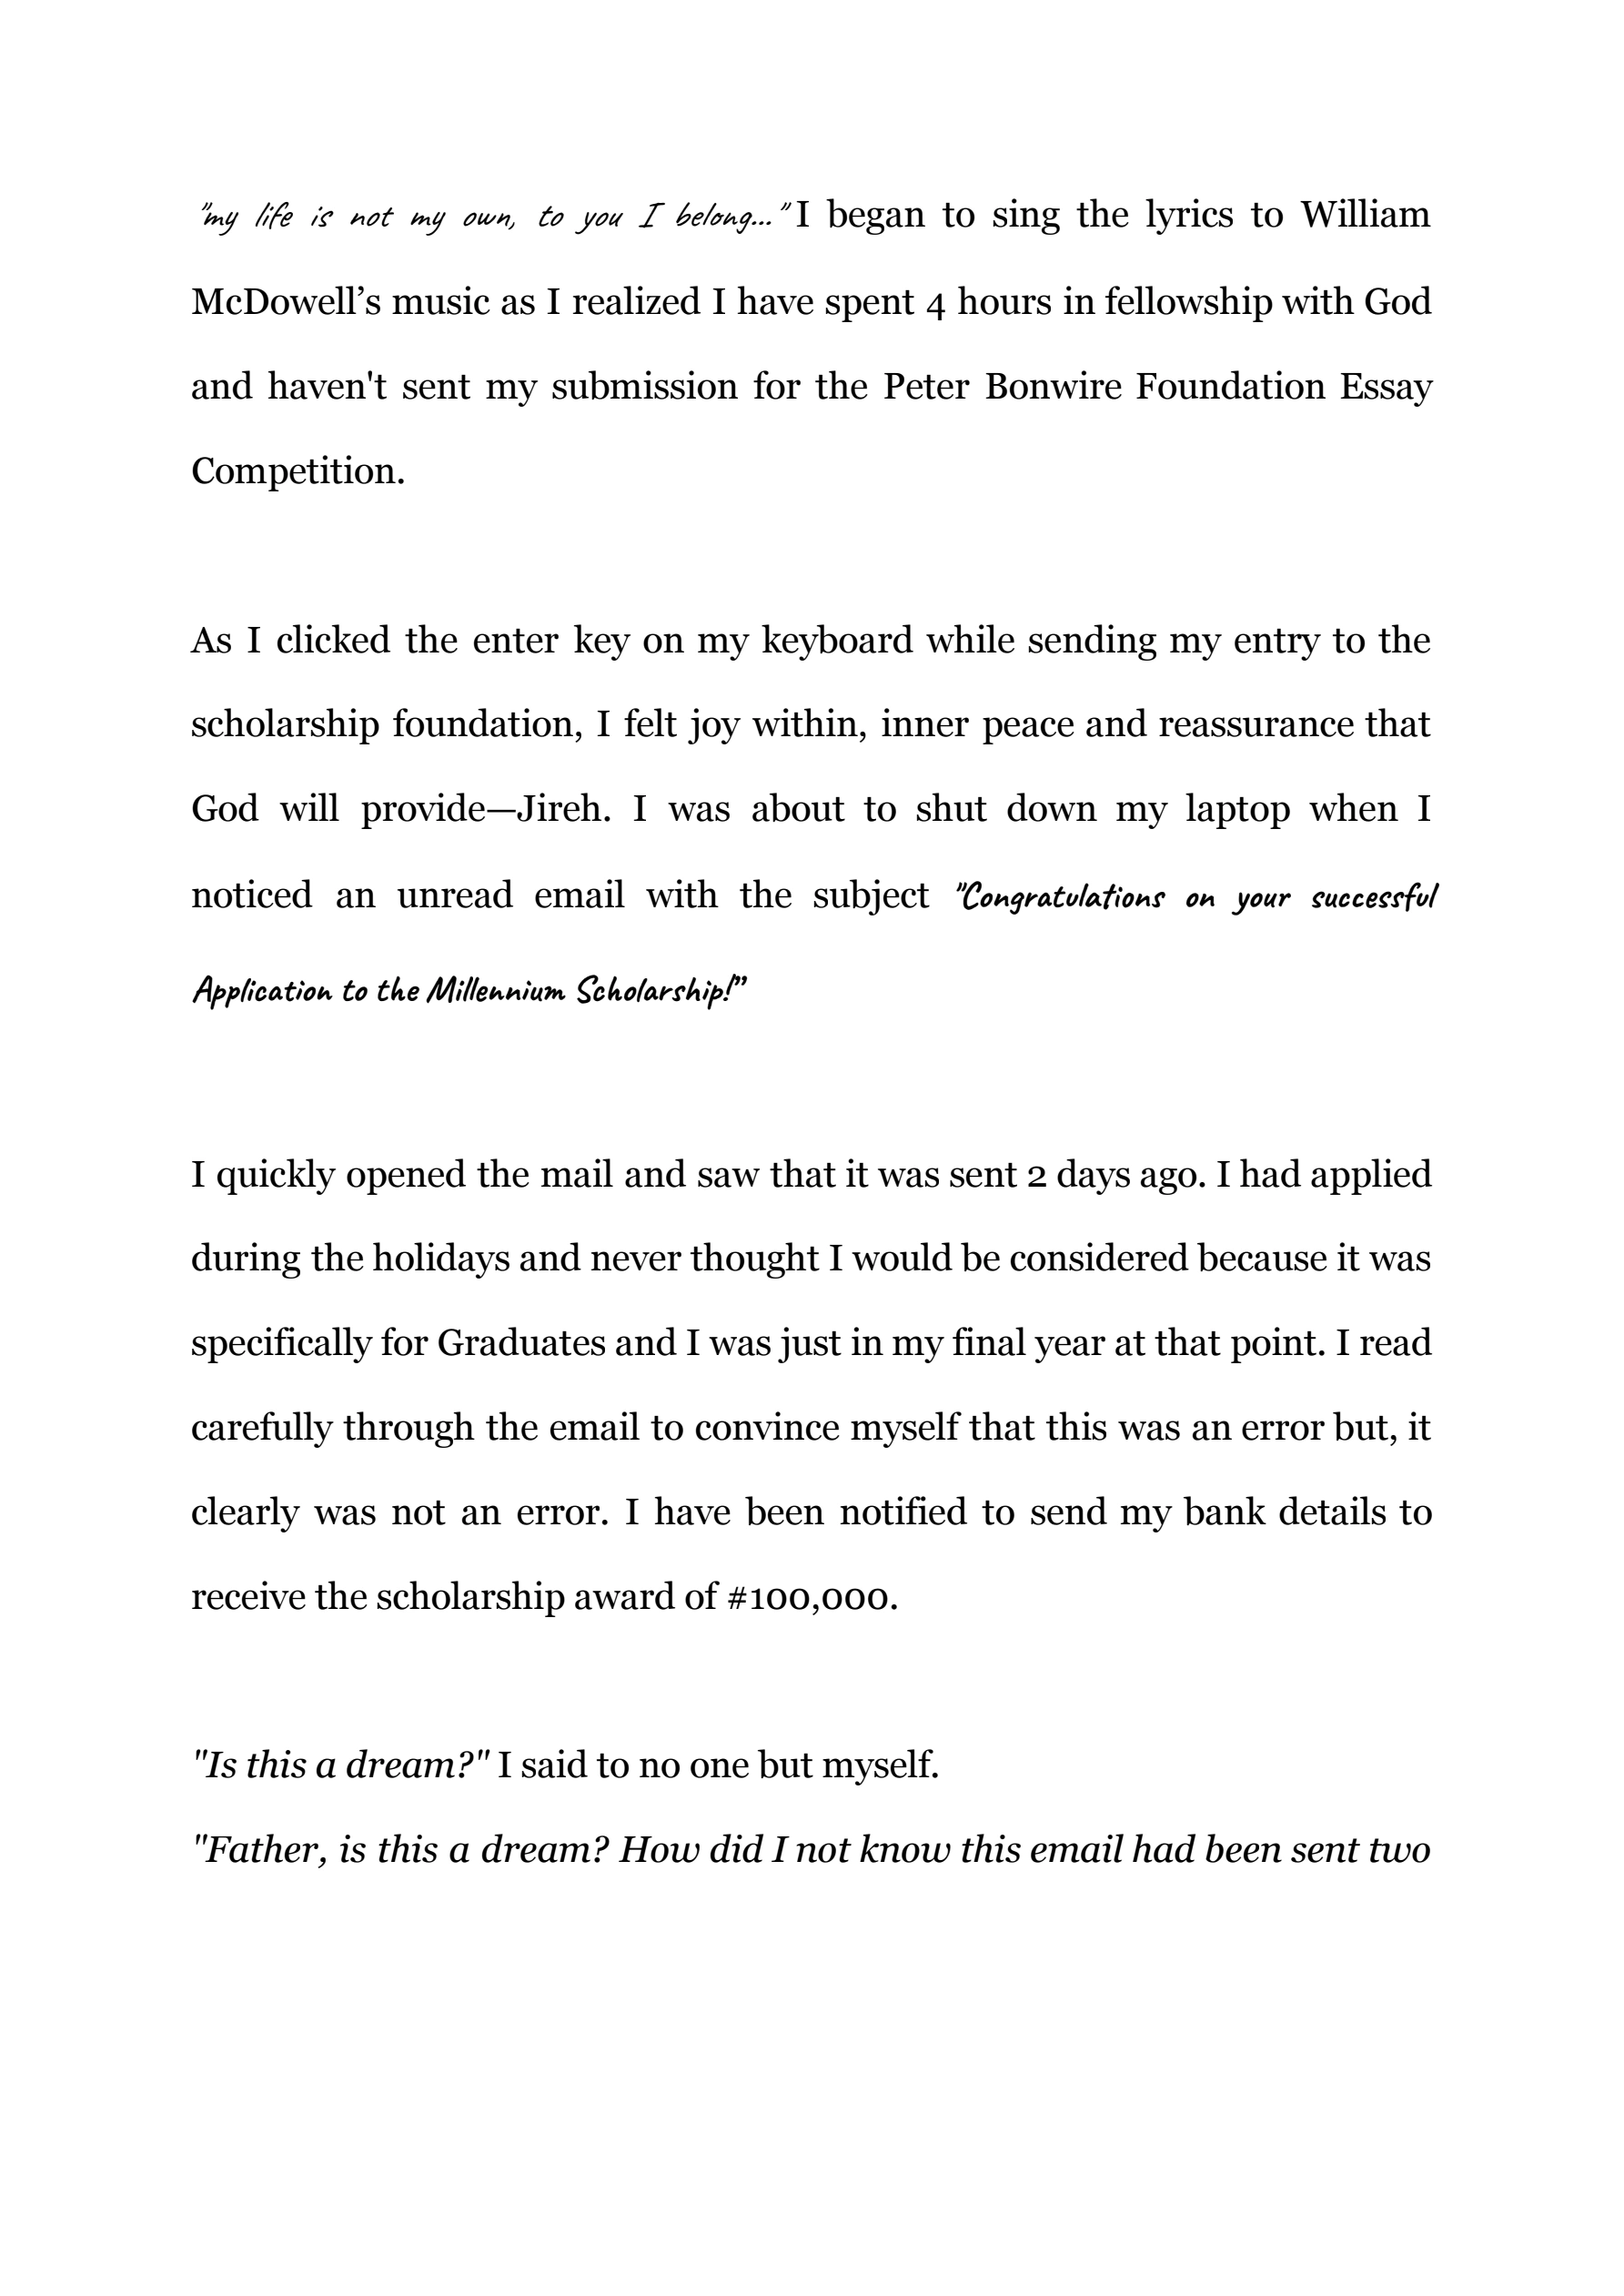 "my life is not my own, to you I belong..." I began to sing the lyrics to William
McDowell’s music as I realized I have spent 4 hours in fellowship with God
and haven't sent my submission for the Peter Bonwire Foundation Essay
Competition.
As I clicked the enter key on my keyboard while sending my entry to the
scholarship foundation, I felt joy within, inner peace and reassurance that
God will provide—Jireh. I was about to shut down my laptop when I
noticed an unread email with the subject "Congratulations on your successful
Application to the Millennium Scholarship!”
I quickly opened the mail and saw that it was sent 2 days ago. I had applied
during the holidays and never thought I would be considered because it was
specifically for Graduates and I was just in my final year at that point. I read
carefully through the email to convince myself that this was an error but, it
clearly was not an error. I have been notified to send my bank details to
receive the scholarship award of #100,000.
"Is this a dream?" I said to no one but myself.
"Father, is this a dream? How did I not know this email had been sent two